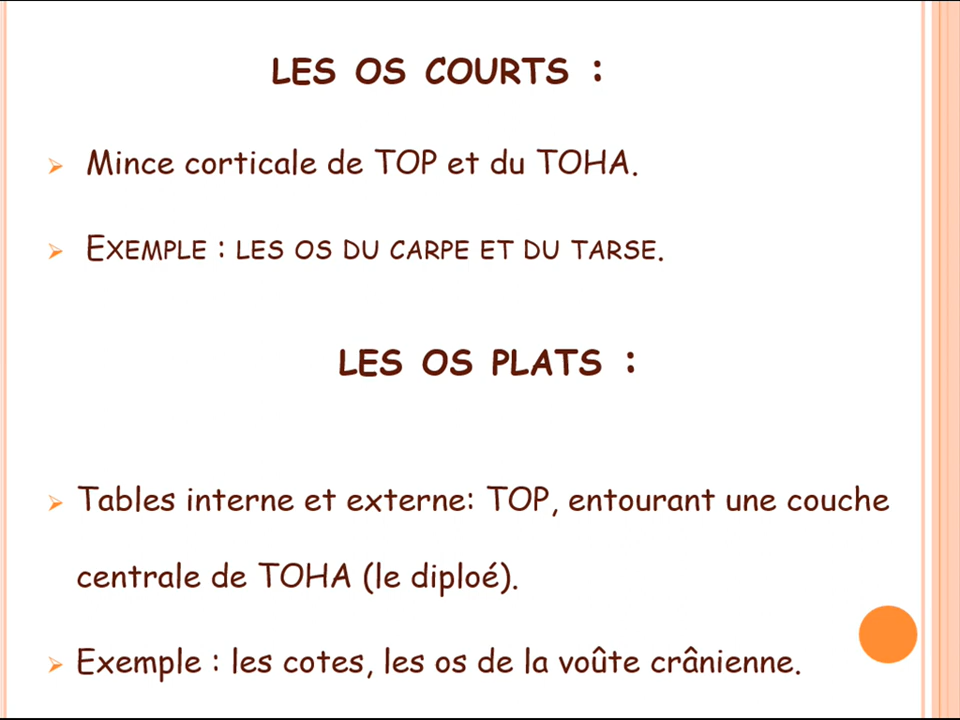 LES OS COURTS :
Mince corticale de TOP et du TOHA.
EXEMPLE : LES OS DU CARPE ET DU TARSE.
LES OS PLATS :
Tables interne et externe: TOP, entourant une couche
centrale de TOHA (le diploé).
Exemple : les cotes, les os de la voûte crânienne.